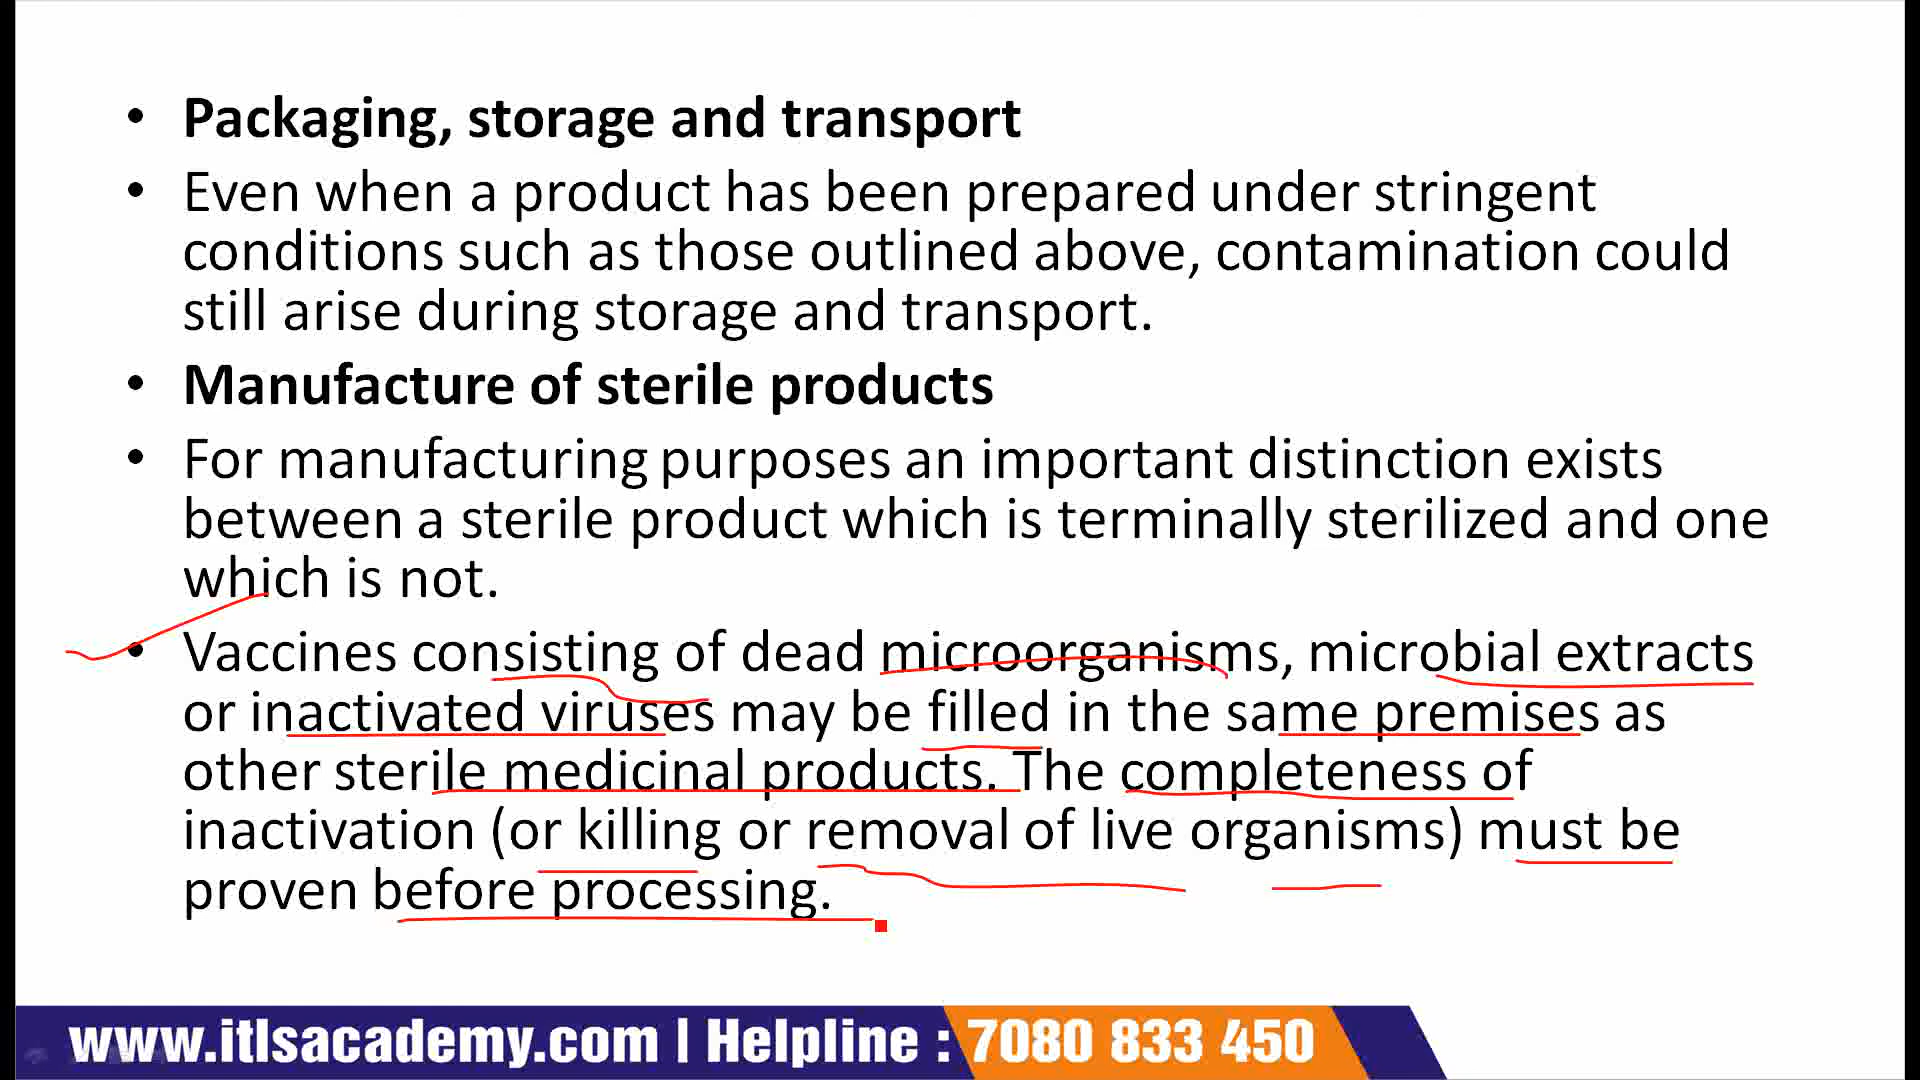 • Packaging, storage and transport
• Even when a product has been prepared under stringent
conditions such as those outlined above, contamination could
still arise during storage and transport.
• Manufacture of sterile products
• For manufacturing purposes an important distinction exists
between a sterile product which is terminally sterilized and one
which is not.
• Vaccines consisting of dead microorganisms, microbial extracts
or inactivated viruses may be filled in the same premises as
other sterile medicinal products. The completeness of
inactivation (or killing or removal of live organisms) must be
proven before processing.
www.itlsacademy.com | Helpline : 7080 833 450